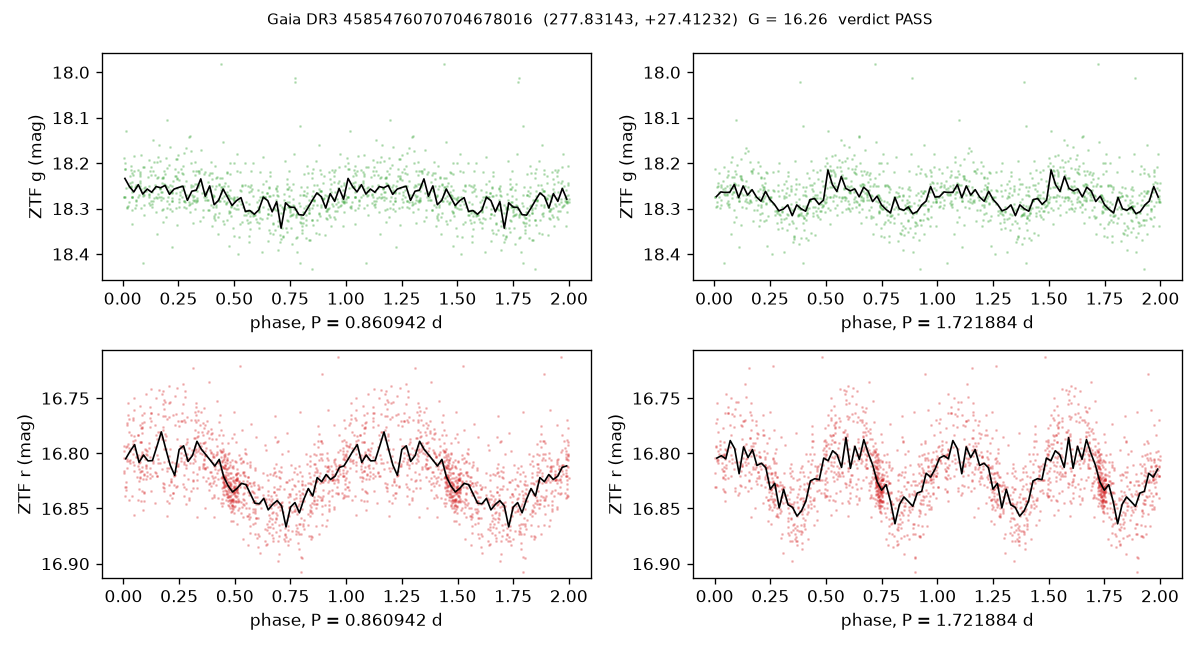 Gaia DR3 4585476070704678016 (277.83143, +27.41232) G = 16.26 verdict PASS
ZTF g (mag)
18.0
18.1
18.2
18.3
18.4
0.00 0.25 0.50 0.75 1.00 1.25 1.50 1.75 2.00
phase, P = 0.860942 d
ZTF g (mag)
18.0
18.1
18.2
18.3
18.4
0.00 0.25 0.50 0.75 1.00 1.25 1.50 1.75 2.00
phase, P = 1.721884 d
ZTF r (mag)
16.75
16.80
16.85
16.90
0.00 0.25 0.50 0.75 1.00 1.25 1.50 1.75 2.00
phase, P = 0.860942 d
ZTF r (mag)
16.75
16.80
16.85
16.90
0.00 0.25 0.50 0.75 1.00 1.25 1.50 1.75 2.00
phase, P = 1.721884 d